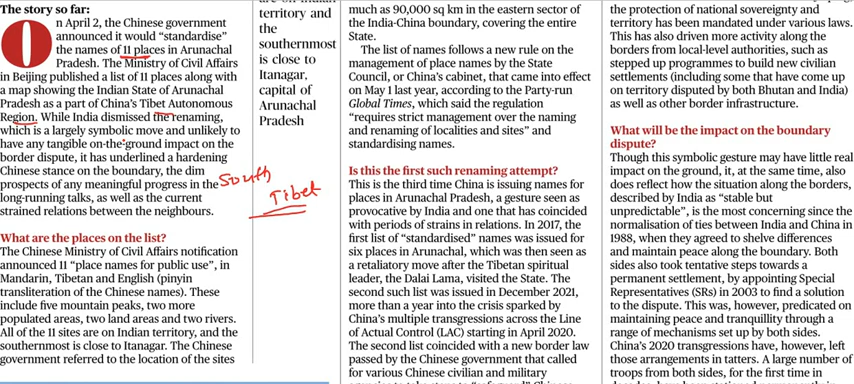 The story so far:
On April 2, the Chinese government
announced it would “standardise”
the names of 11 places in Arunachal
Pradesh. The Ministry of Civil Affairs
in Beijing published a list of 11 places along with
a map showing the Indian State of Arunachal
Pradesh as a part of China’s Tibet Autonomous
Region. While India dismissed the renaming,
which is a largely symbolic move and unlikely to
have any tangible on-the-ground impact on the
border dispute, it has underlined a hardening
Chinese stance on the boundary, the dim
prospects of any meaningful progress in the
long-running talks, as well as the current
strained relations between the neighbours.
South
Tibet
What are the places on the list?
The Chinese Ministry of Civil Affairs notification
announced 11 “place names for public use”, in
Mandarin, Tibetan and English (pinyin
transliteration of the Chinese names). These
include five mountain peaks, two more
populated areas, two land areas and two rivers.
All of the 11 sites are on Indian territory, and the
southernmost is close to Itanagar. The Chinese
government referred to the location of the sites
territory and
the
southernmost
is close to
Itanagar,
capital of
Arunachal
Pradesh
much as 90,000 sq km in the eastern sector of
the India-China boundary, covering the entire
State.
The list of names follows a new rule on the
management of place names by the State
Council, or China’s cabinet, that came into effect
on May 1 last year, according to the Party-run
Global Times, which said the regulation
“requires strict management over the naming
and renaming of localities and sites” and
standardising names.
Is this the first such renaming attempt?
This is the third time China is issuing names for
places in Arunachal Pradesh, a gesture seen as
provocative by India and one that has coincided
with periods of strains in relations. In 2017, the
first list of “standardised” names was issued for
six places in Arunachal, which was then seen as
a retaliatory move after the Tibetan spiritual
leader, the Dalai Lama, visited the State. The
second such list was issued in December 2021,
more than a year into the crisis sparked by
China’s multiple transgressions across the Line
of Actual Control (LAC) starting in April 2020.
The second list coincided with a new border law
passed by the Chinese government that called
for various Chinese civilian and military
the protection of national sovereignty and
territory has been mandated under various laws.
This has also driven more activity along the
borders from local-level authorities, such as
stepped up programmes to build new civilian
settlements (including some that have come up
on territory disputed by both Bhutan and India)
as well as other border infrastructure.
What will be the impact on the boundary
dispute?
Though this symbolic gesture may have little real
impact on the ground, it, at the same time, also
does reflect how the situation along the borders,
described by India as “stable but
unpredictable”, is the most concerning since the
normalisation of ties between India and China in
1988, when they agreed to shelve differences
and maintain peace along the boundary. Both
sides also took tentative steps towards a
permanent settlement, by appointing Special
Representatives (SRs) in 2003 to find a solution
to the dispute. This was, however, predicated on
maintaining peace and tranquillity through a
range of mechanisms set up by both sides.
China’s 2020 transgressions have, however, left
those arrangements in tatters. A large number of
troops from both sides, for the first time in